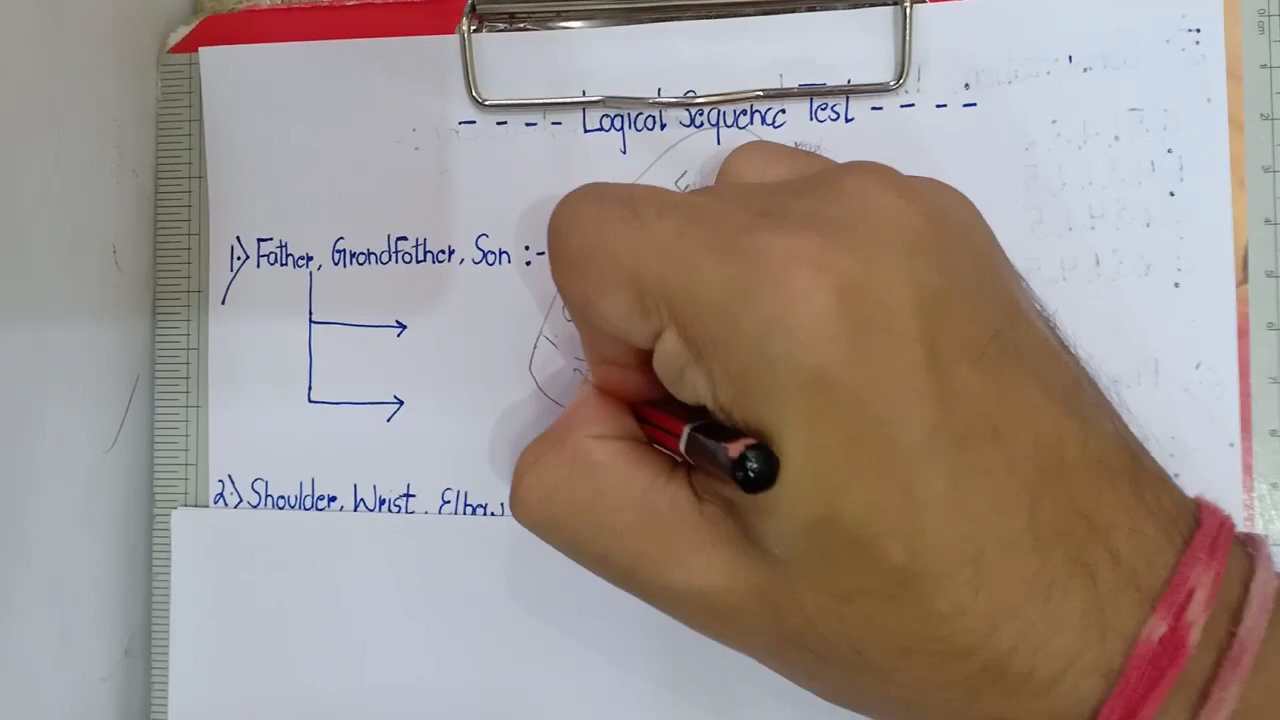 - - - - Logical Sequence Test - - - -
1.) Father, Grandfather, Son :-
2.) Shoulder, Wrist, Elbow